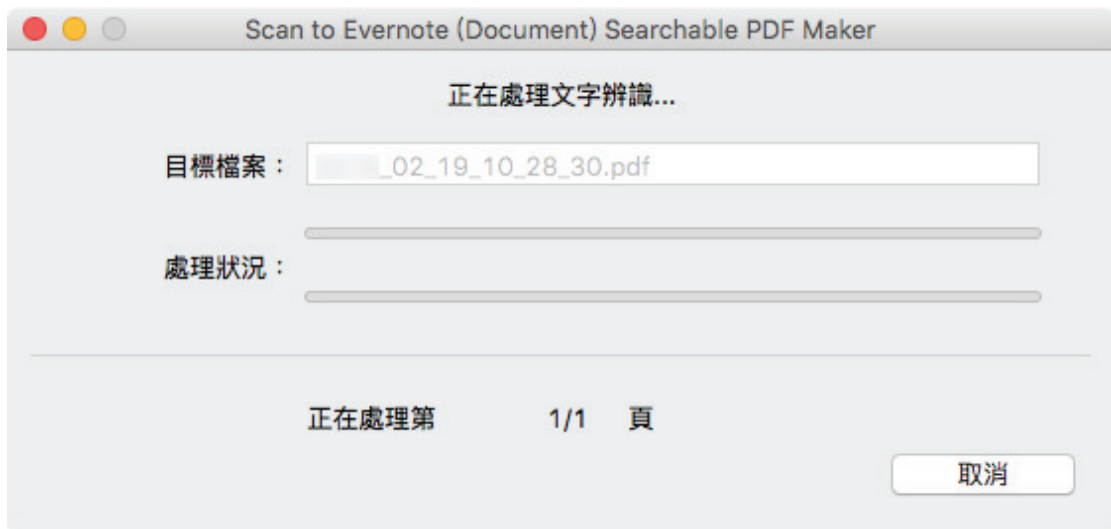 Scan to Evernote (Document) Searchable PDF Maker
正在處理文字辨識...
目標檔案： _02_19_10_28_30.pdf
處理狀況：
正在處理第 1/1 頁
取消